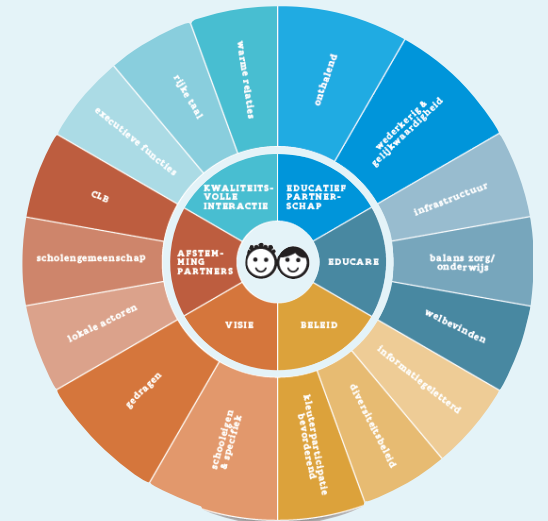 warme relaties
onthalend
rijke taal
wederkerig &
gelijkwaardigheid
executieve functies
KWALITEITS-
VOLLE
INTERACTIE
EDUCATIEF
PARTNER-
SCHAP
infrastructuur
CLB
scholengemeenschap
AFSTEM-
MING
PARTNERS
EDUCARE
balans zorg/
onderwijs
lokale actoren
VISIE
BELEID
welbevinden
gedragen
informatiegeletterd
schooleigen
& specifiek
kleuterparticipatie
bevorderend
diversiteitsbeleid